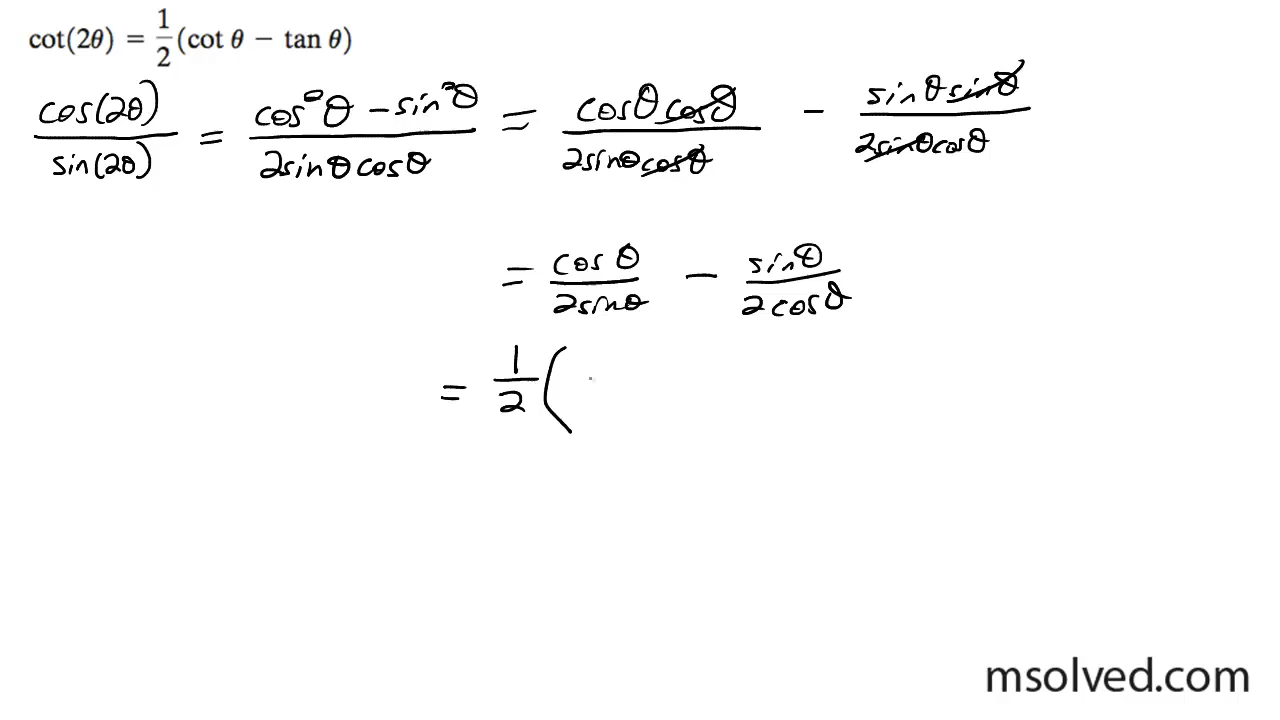 cot(2θ) = 1/2 (cot θ − tan θ)
cos(2θ)/sin(2θ) = (cos²θ − sin²θ)/(2sinθcosθ) = (cosθcosθ)/(2sinθcosθ) − (sinθsinθ)/(2sinθcosθ)
= cosθ/2sinθ − sinθ/2cosθ
= 1/2 (
msolved.com